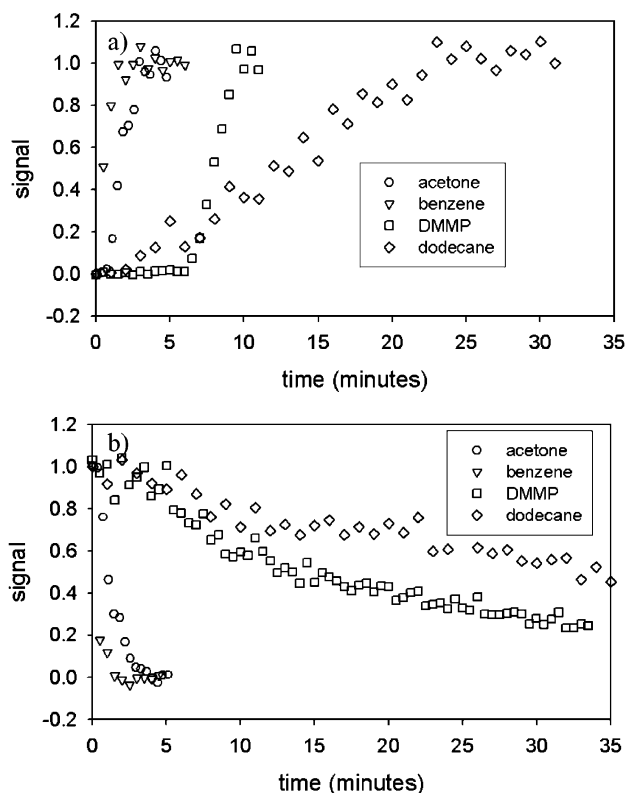 a)
1.2
1.0
0.8
0.6
0.4
0.2
0.0
-0.2
signal
acetone
benzene
DMMP
dodecane
0 5 10 15 20 25 30 35
time (minutes)
b)
1.2
1.0
0.8
0.6
0.4
0.2
0.0
-0.2
signal
acetone
benzene
DMMP
dodecane
0 5 10 15 20 25 30 35
time (minutes)